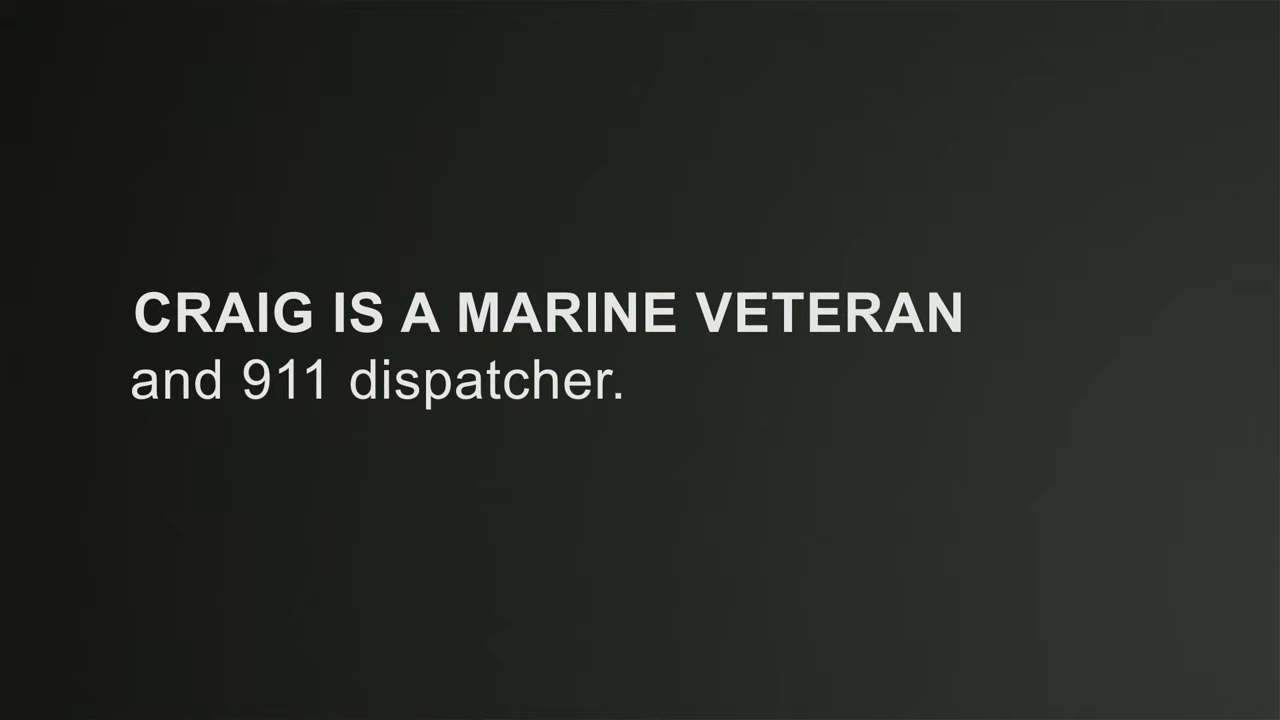 CRAIG IS A MARINE VETERAN
and 911 dispatcher.